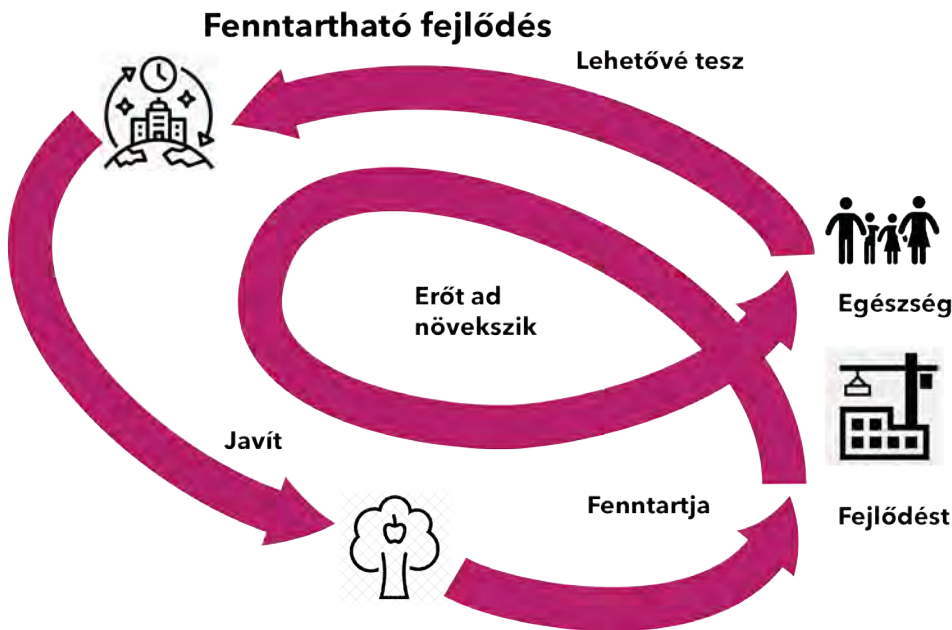 Fenntartható fejlődés
Lehetővé tesz
Egészség
Erőt ad
növekszik
Javít
Fenntartja
Fejlődést